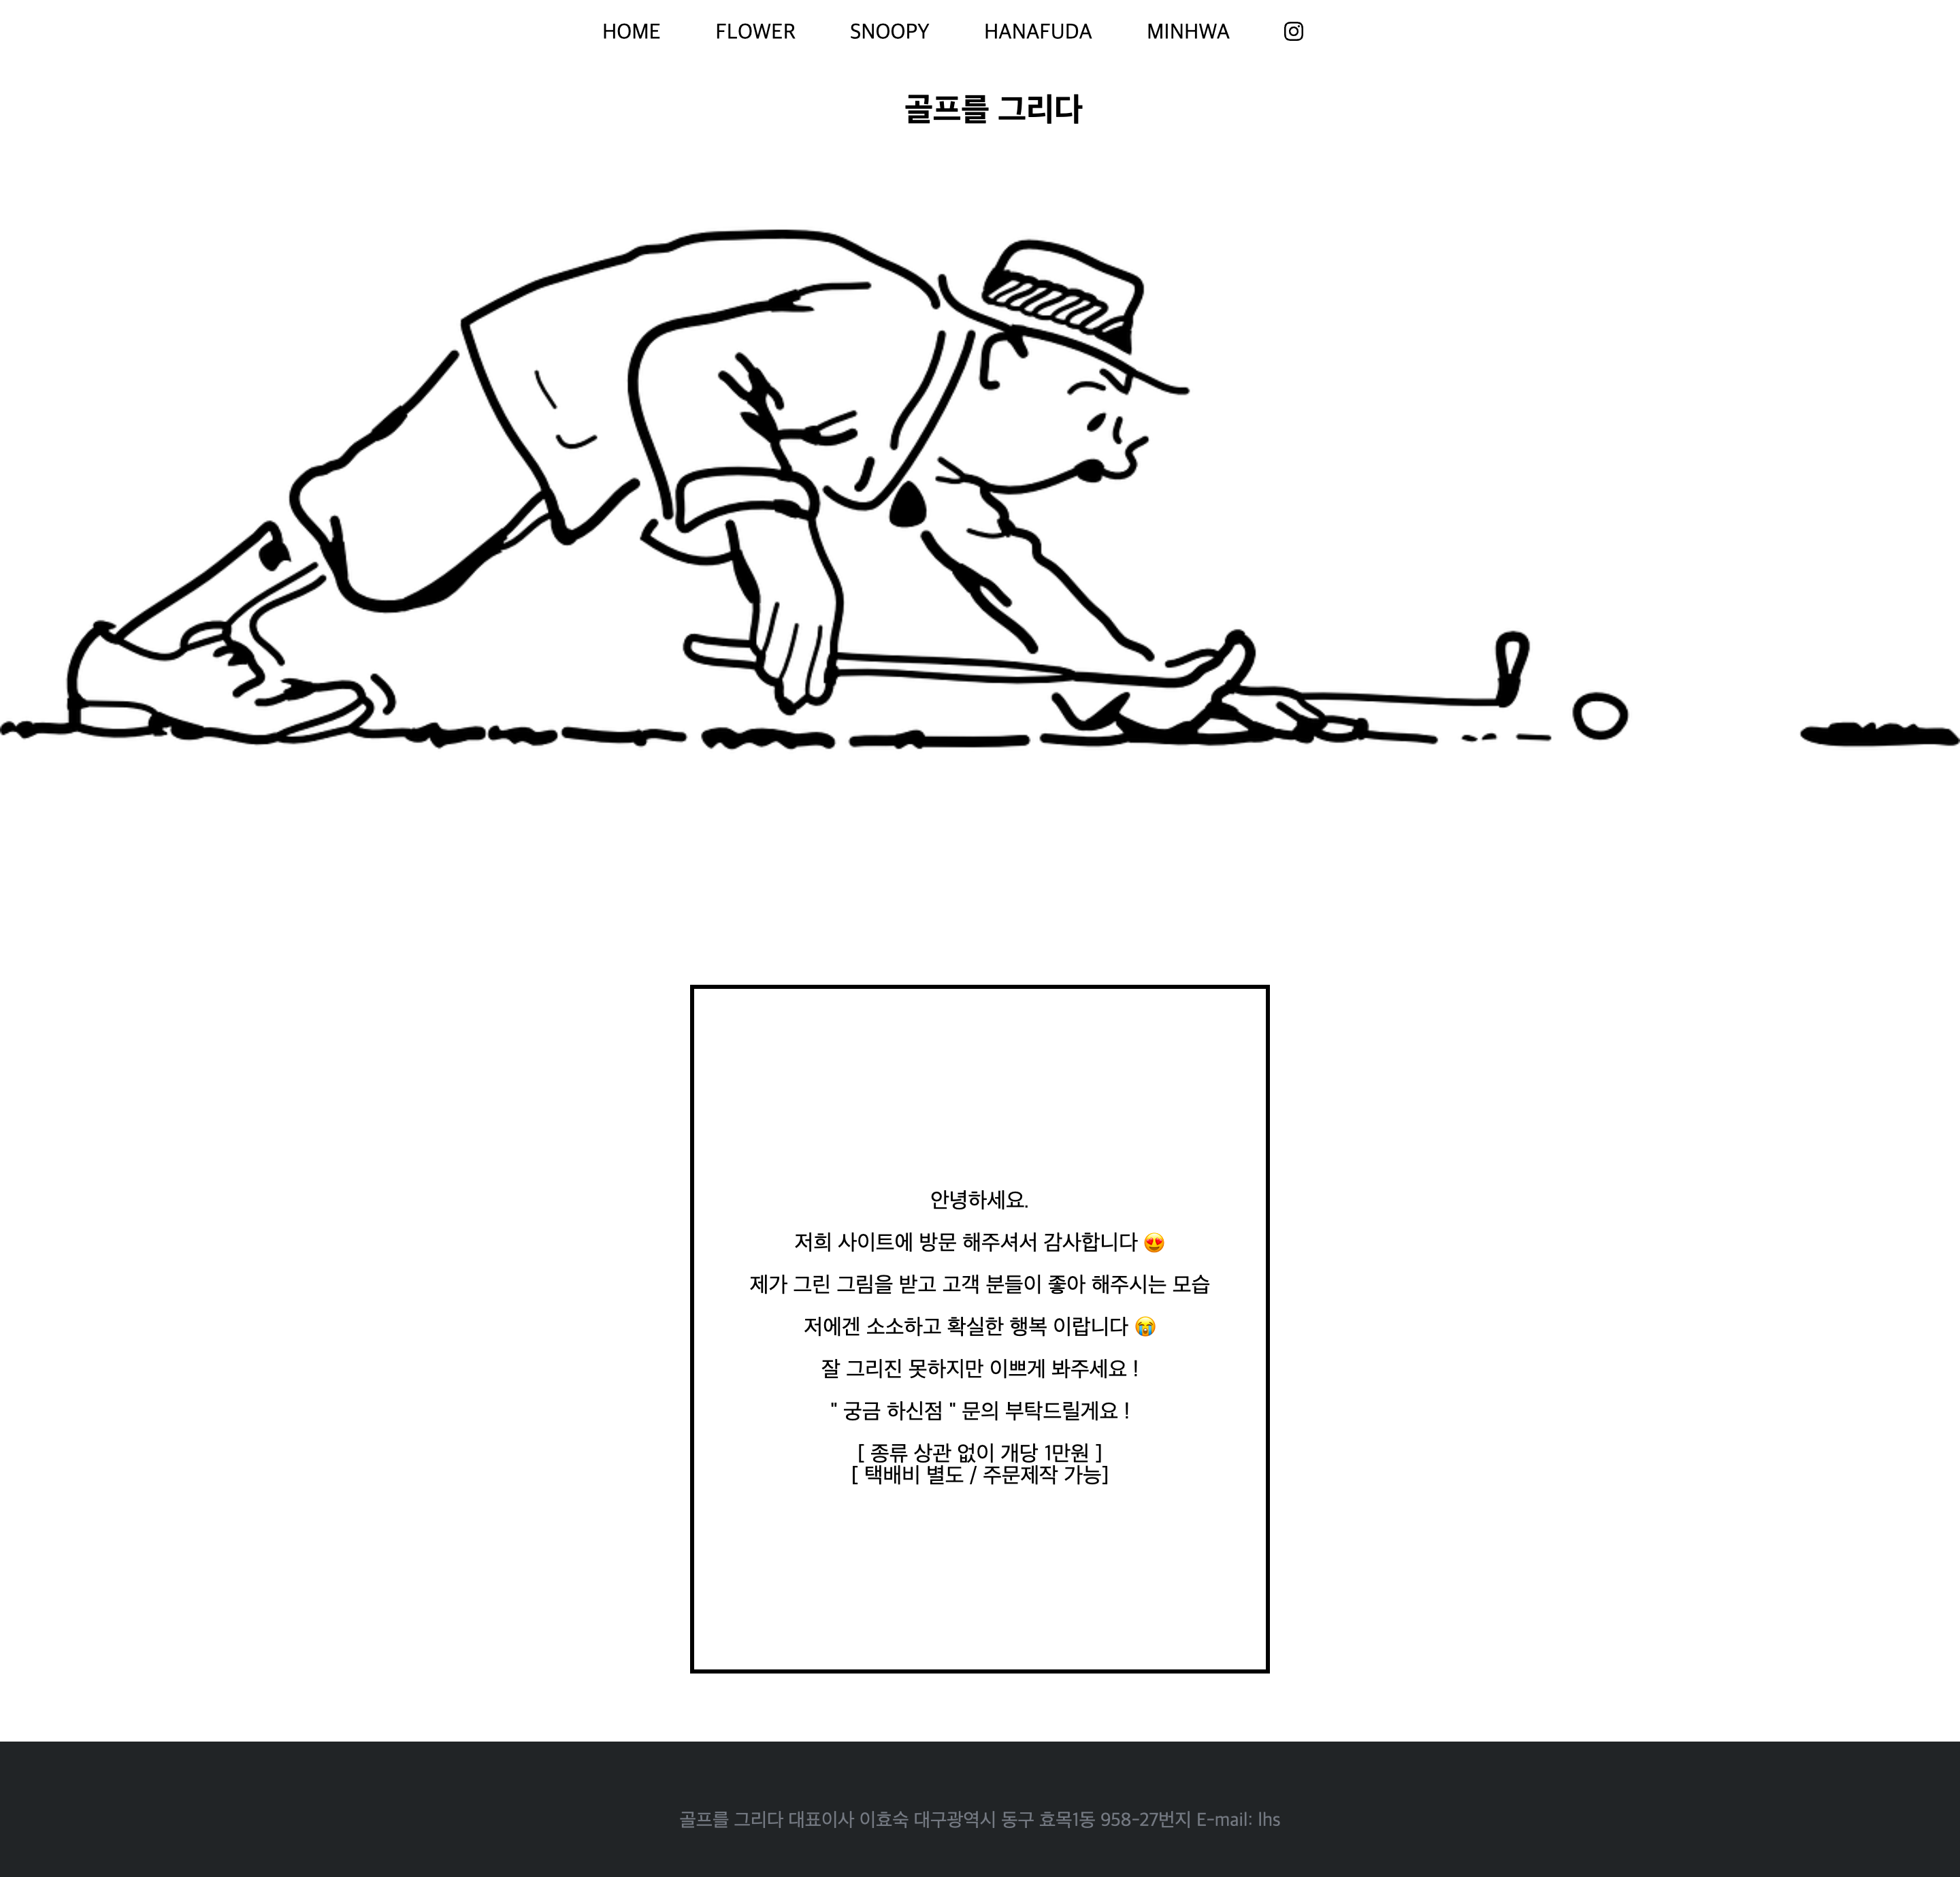 HOME FLOWER SNOOPY HANAFUDA MINHWA
골프를 그리다
안녕하세요.
저희 사이트에 방문 해주셔서 감사합니다 😍
제가 그린 그림을 받고 고객 분들이 좋아 해주시는 모습
저에겐 소소하고 확실한 행복 이랍니다 😭
잘 그리진 못하지만 이쁘게 봐주세요 !
" 궁금 하신점 " 문의 부탁드릴게요 !
[ 종류 상관 없이 개당 1만원 ]
[ 택배비 별도 / 주문제작 가능]
골프를 그리다 대표이사 이효숙 대구광역시 동구 효목1동 958-27번지 E-mail: lhs